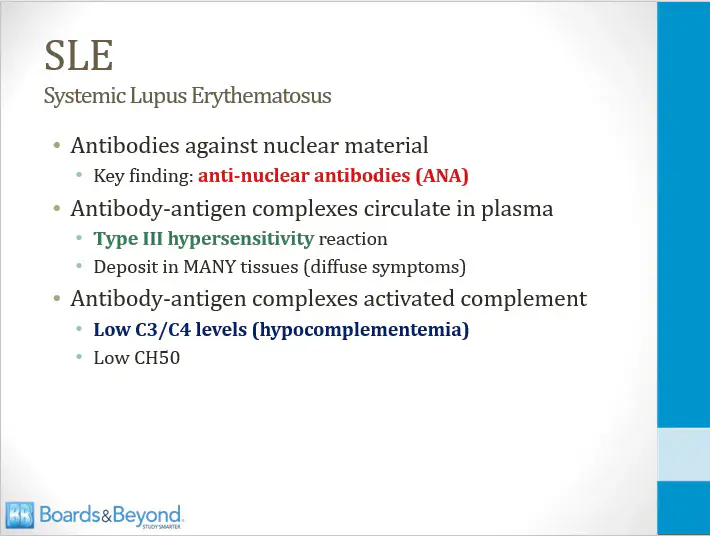 SLE
Systemic Lupus Erythematosus
• Antibodies against nuclear material
• Key finding: anti-nuclear antibodies (ANA)
• Antibody-antigen complexes circulate in plasma
• Type III hypersensitivity reaction
• Deposit in MANY tissues (diffuse symptoms)
• Antibody-antigen complexes activated complement
• Low C3/C4 levels (hypocomplementemia)
• Low CH50
BB Boards&Beyond.
STUDY SMARTER